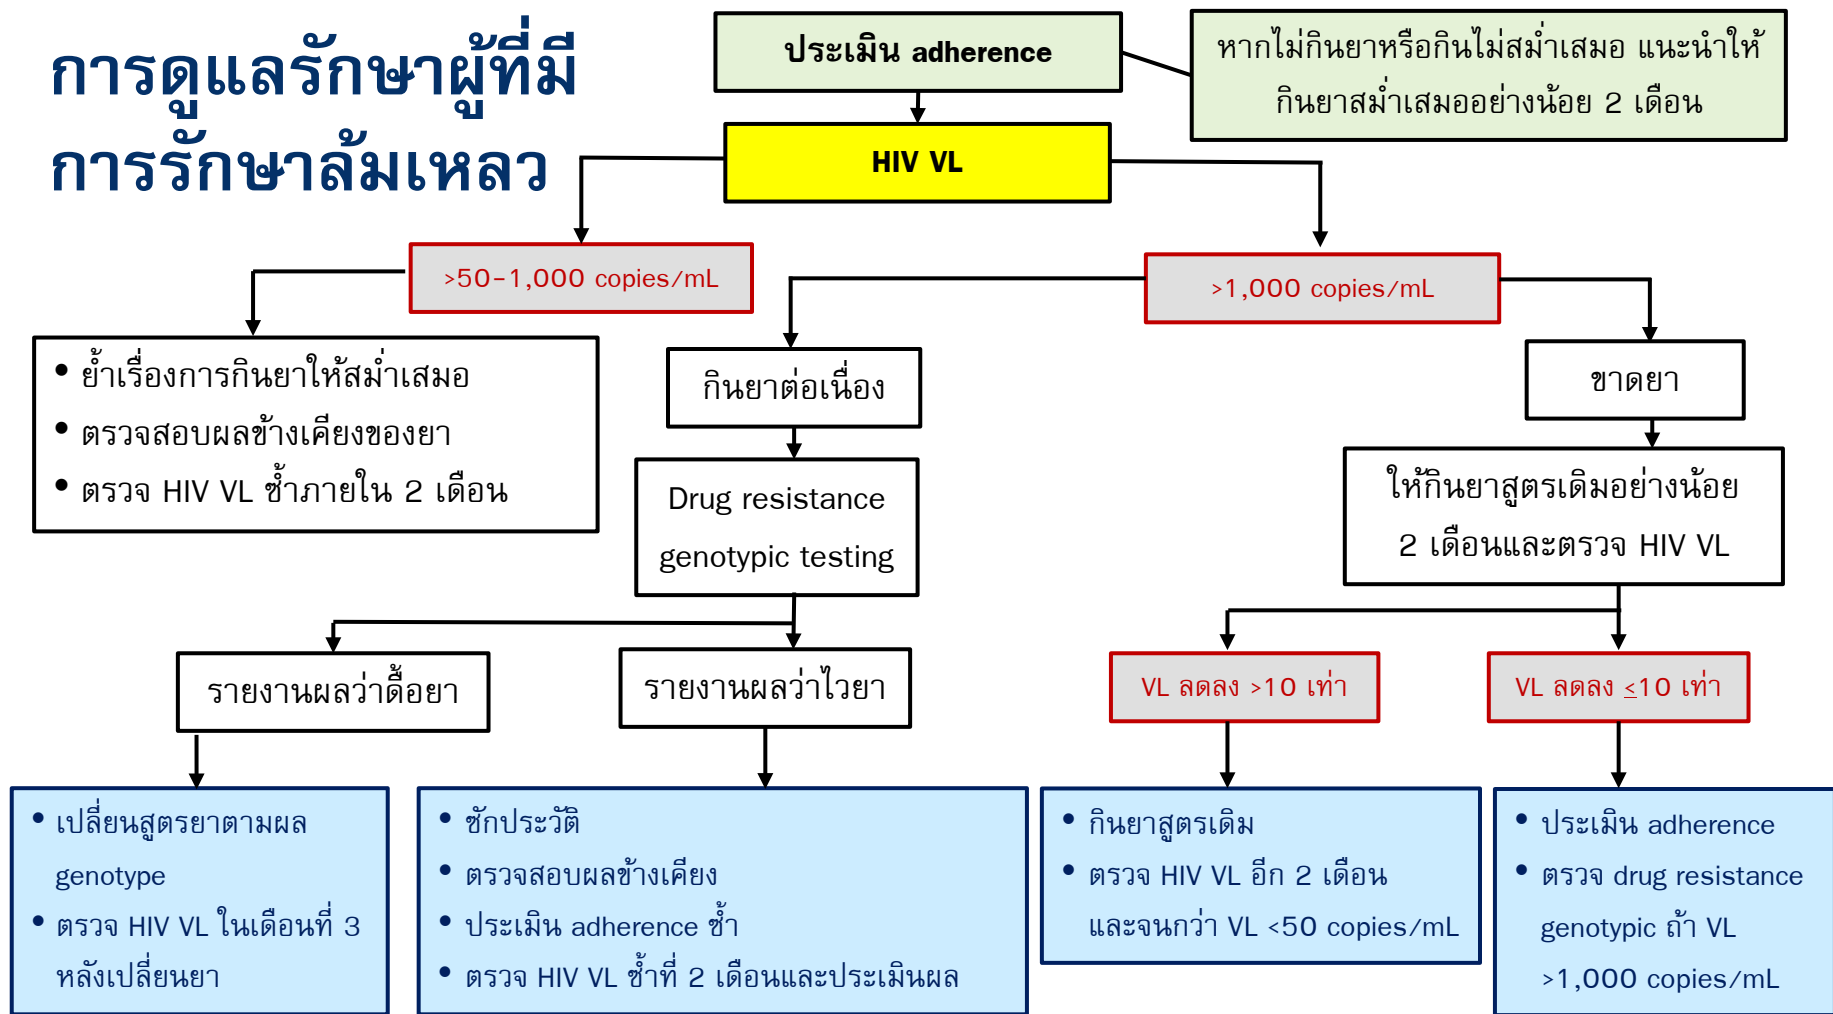 การดูแลรักษาผู้ที่มี
การรักษาล้มเหลว
ประเมิน adherence
หากไม่กินยาหรือกินไม่สม่ำเสมอ แนะนำให้
กินยาสม่ำเสมออย่างน้อย 2 เดือน
HIV VL
>50-1,000 copies/mL
>1,000 copies/mL
• ย้ำเรื่องการกินยาให้สม่ำเสมอ
• ตรวจสอบผลข้างเคียงของยา
• ตรวจ HIV VL ซ้ำภายใน 2 เดือน
กินยาต่อเนื่อง
ขาดยา
Drug resistance
genotypic testing
ให้กินยาสูตรเดิมอย่างน้อย
2 เดือนและตรวจ HIV VL
รายงานผลว่าดื้อยา
รายงานผลว่าไวยา
VL ลดลง >10 เท่า
VL ลดลง ≤10 เท่า
• เปลี่ยนสูตรยาตามผล
genotype
• ตรวจ HIV VL ในเดือนที่ 3
หลังเปลี่ยนยา
• ซักประวัติ
• ตรวจสอบผลข้างเคียง
• ประเมิน adherence ซ้ำ
• ตรวจ HIV VL ซ้ำที่ 2 เดือนและประเมินผล
• กินยาสูตรเดิม
• ตรวจ HIV VL อีก 2 เดือน
และจนกว่า VL <50 copies/mL
• ประเมิน adherence
• ตรวจ drug resistance
genotypic ถ้า VL
>1,000 copies/mL